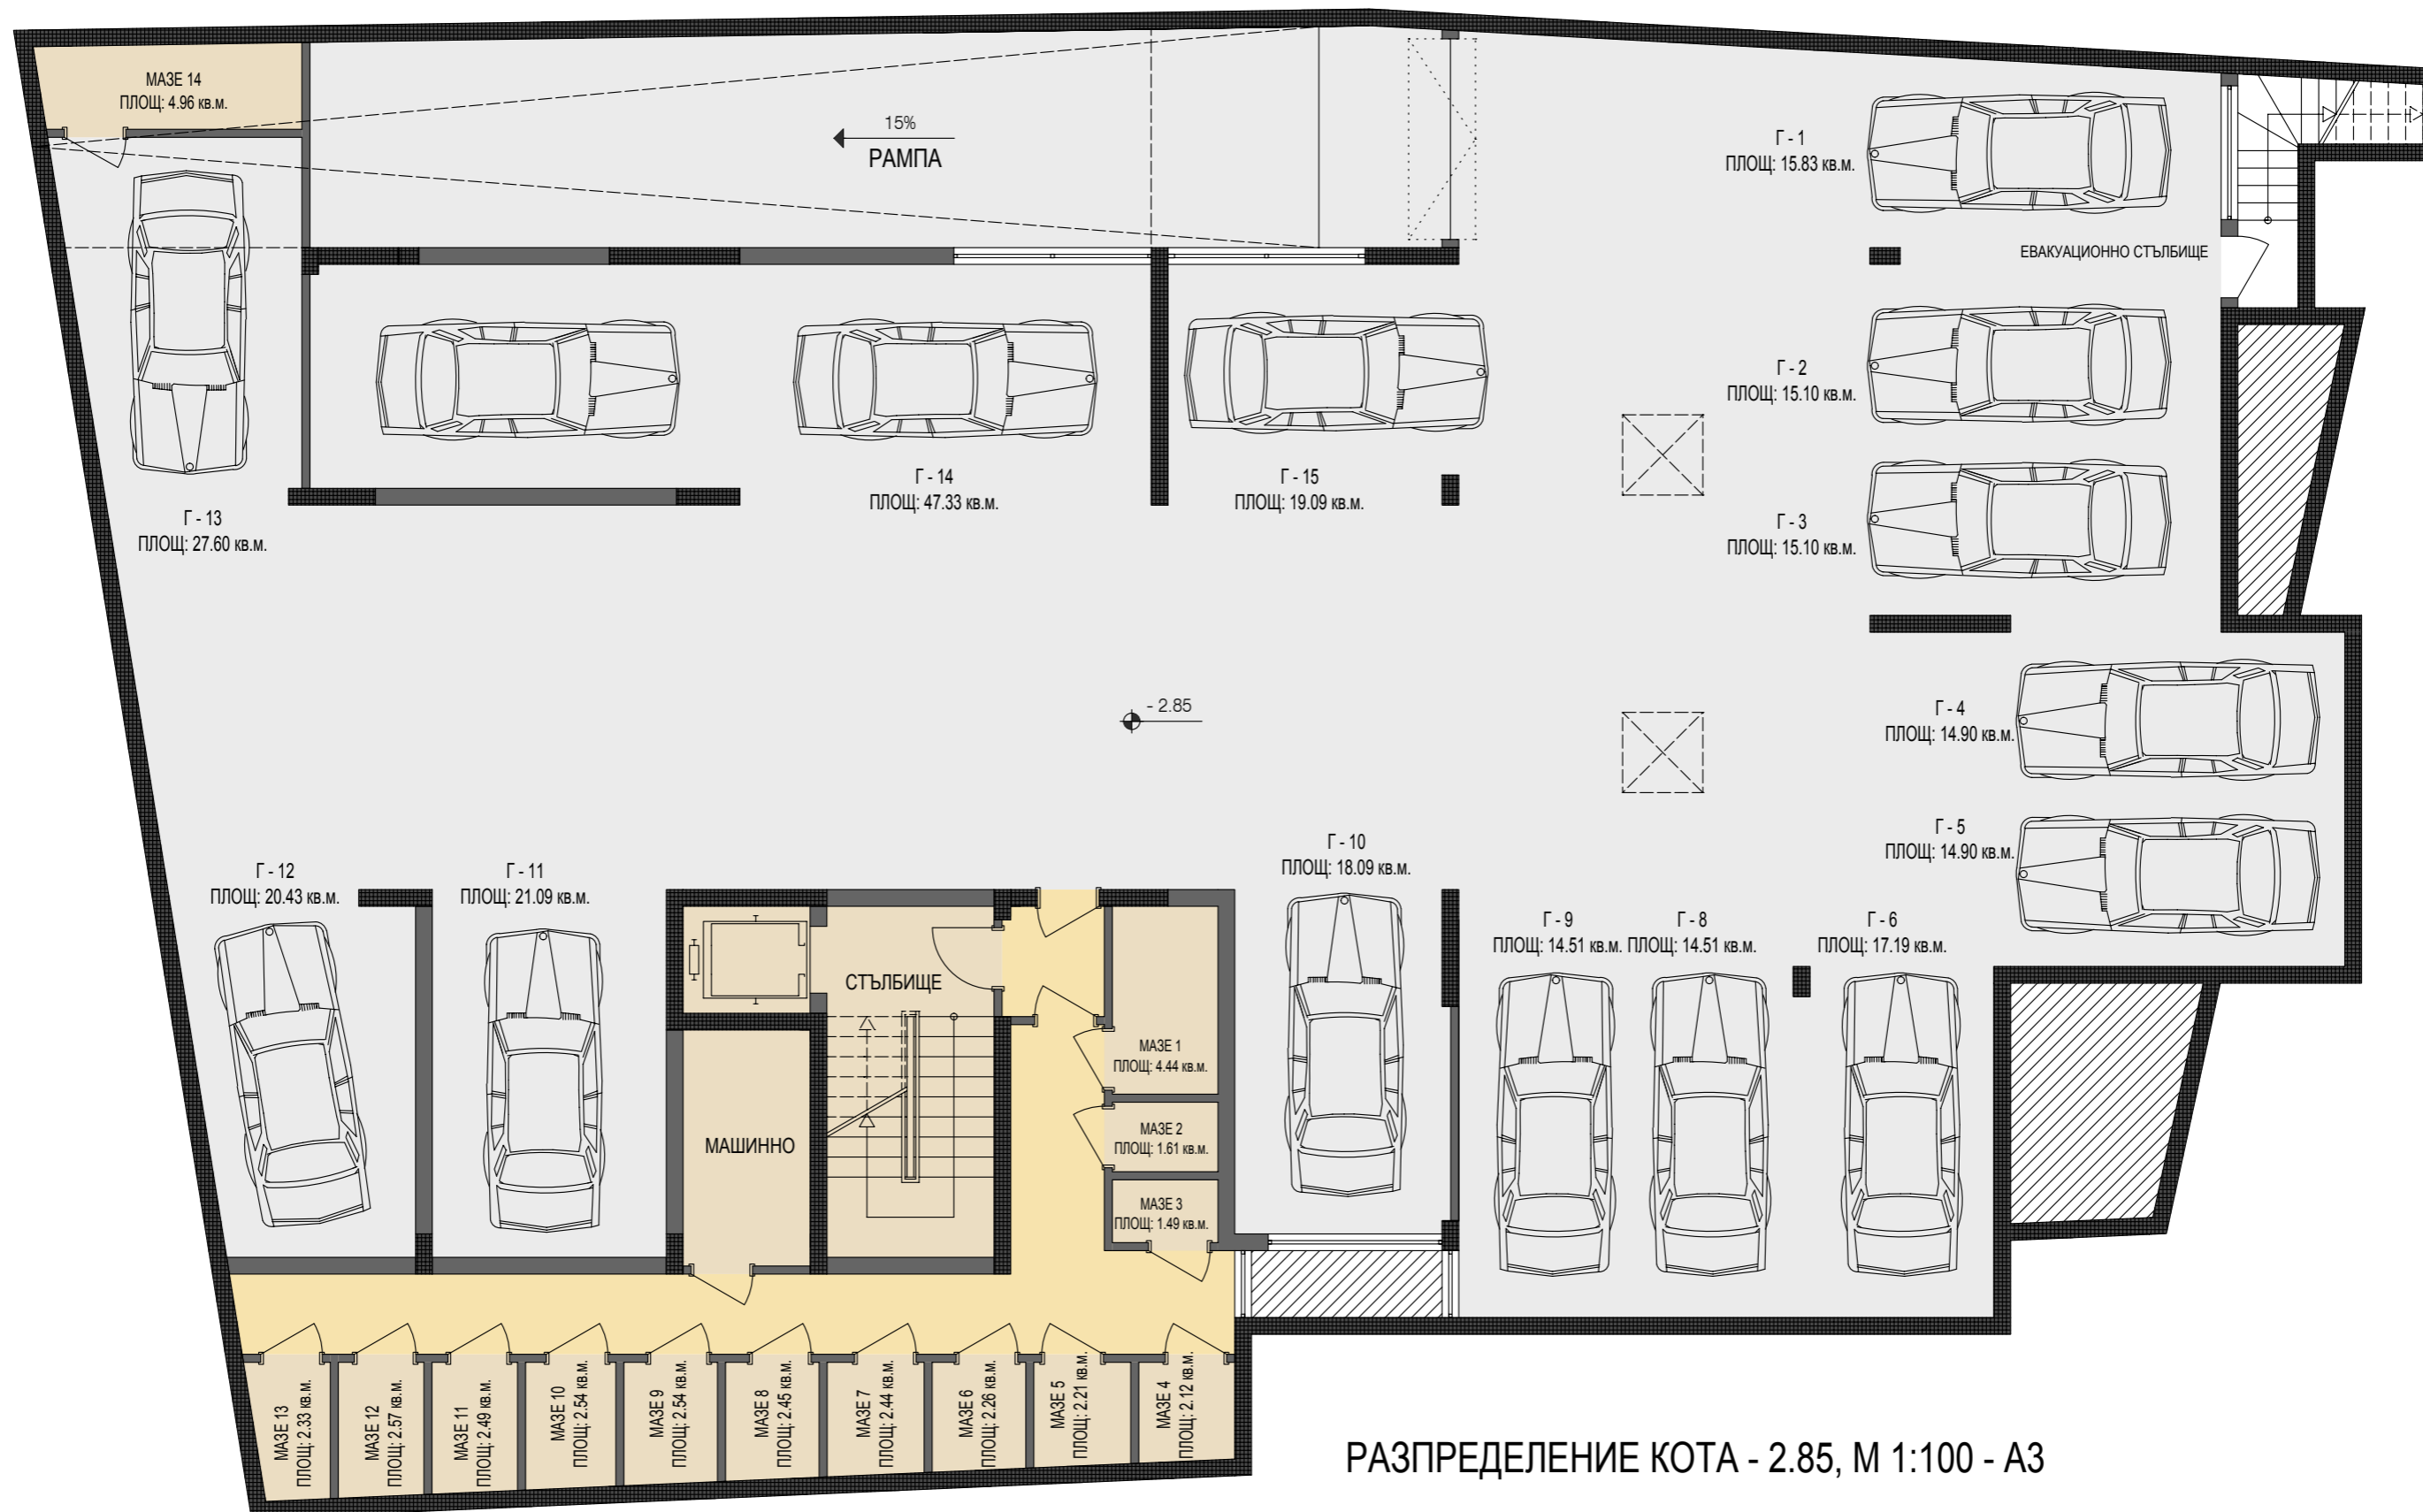 МАЗЕ 14
ПЛОЩ: 4.96 кв.м.
15%
РАМПА
Г - 1
ПЛОЩ: 15.83 кв.м.
ЕВАКУАЦИОННО СТЪЛБИЩЕ
Г - 2
ПЛОЩ: 15.10 кв.м.
Г - 14
ПЛОЩ: 47.33 кв.м.
Г - 15
ПЛОЩ: 19.09 кв.м.
Г - 13
ПЛОЩ: 27.60 кв.м.
Г - 3
ПЛОЩ: 15.10 кв.м.
- 2.85
Г - 4
ПЛОЩ: 14.90 кв.м.
Г - 5
ПЛОЩ: 14.90 кв.м.
Г - 12
ПЛОЩ: 20.43 кв.м.
Г - 11
ПЛОЩ: 21.09 кв.м.
Г - 10
ПЛОЩ: 18.09 кв.м.
Г - 9
ПЛОЩ: 14.51 кв.м.
Г - 8
ПЛОЩ: 14.51 кв.м.
Г - 6
ПЛОЩ: 17.19 кв.м.
СТЪЛБИЩЕ
МАЗЕ 1
ПЛОЩ: 4.44 кв.м.
МАШИННО
МАЗЕ 2
ПЛОЩ: 1.61 кв.м.
МАЗЕ 3
ПЛОЩ: 1.49 кв.м.
МАЗЕ 13
ПЛОЩ: 2.33 кв.м.
МАЗЕ 12
ПЛОЩ: 2.57 кв.м.
МАЗЕ 11
ПЛОЩ: 2.49 кв.м.
МАЗЕ 10
ПЛОЩ: 2.54 кв.м.
МАЗЕ 9
ПЛОЩ: 2.54 кв.м.
МАЗЕ 8
ПЛОЩ: 2.45 кв.м.
МАЗЕ 7
ПЛОЩ: 2.44 кв.м.
МАЗЕ 6
ПЛОЩ: 2.26 кв.м.
МАЗЕ 5
ПЛОЩ: 2.21 кв.м.
МАЗЕ 4
ПЛОЩ: 2.12 кв.м.
РАЗПРЕДЕЛЕНИЕ КОТА - 2.85, М 1:100 - А3